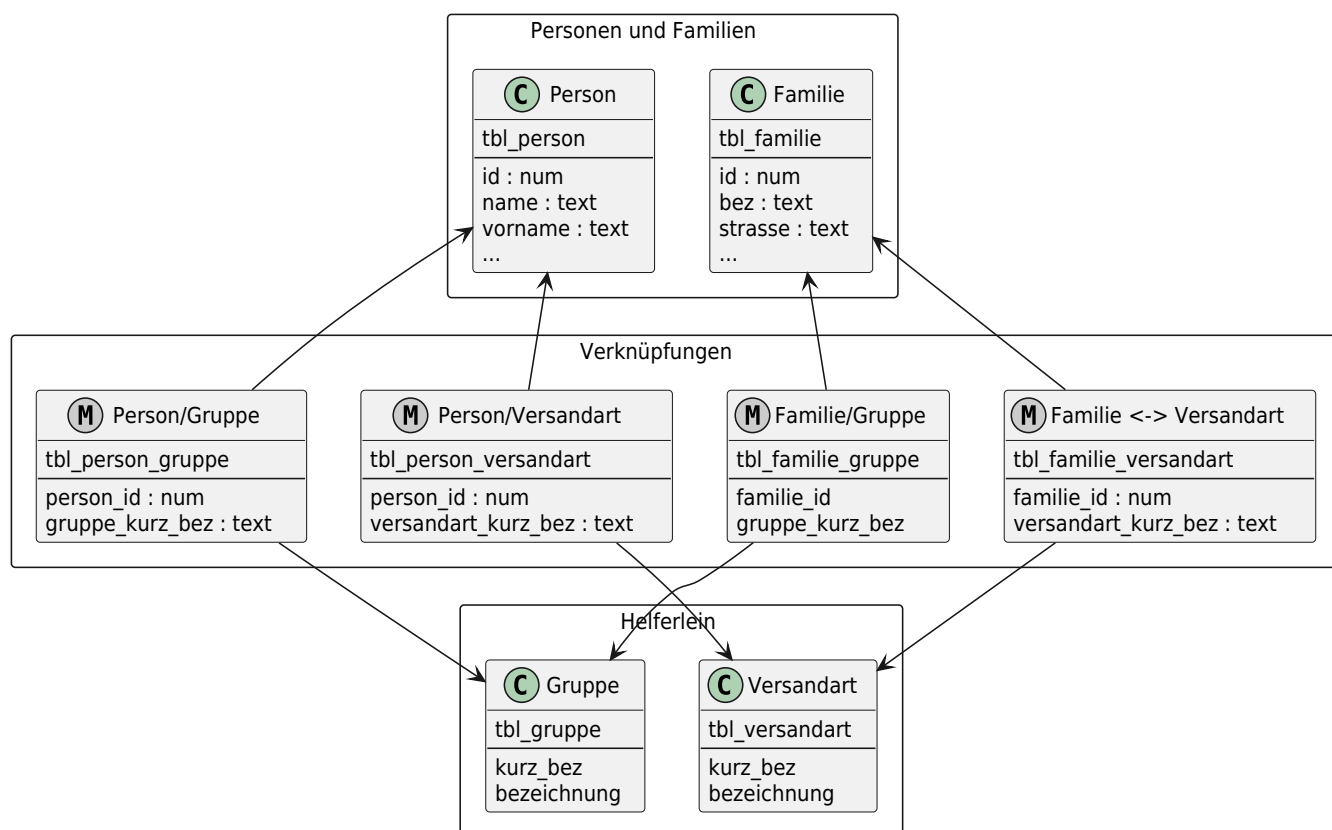 Personen und Familien
C Person
tbl_person
id : num
name : text
vorname : text
...
C Familie
tbl_familie
id : num
bez : text
strasse : text
...
Verknüpfungen
M Person/Gruppe
tbl_person_gruppe
person_id : num
gruppe_kurz_bez : text
M Person/Versandart
tbl_person_versandart
person_id : num
versandart_kurz_bez : text
M Familie/Gruppe
tbl_familie_gruppe
familie_id
gruppe_kurz_bez
M Familie <-> Versandart
tbl_familie_versandart
familie_id : num
versandart_kurz_bez : text
Helferlein
C Gruppe
tbl_gruppe
kurz_bez
bezeichnung
C Versandart
tbl_versandart
kurz_bez
bezeichnung